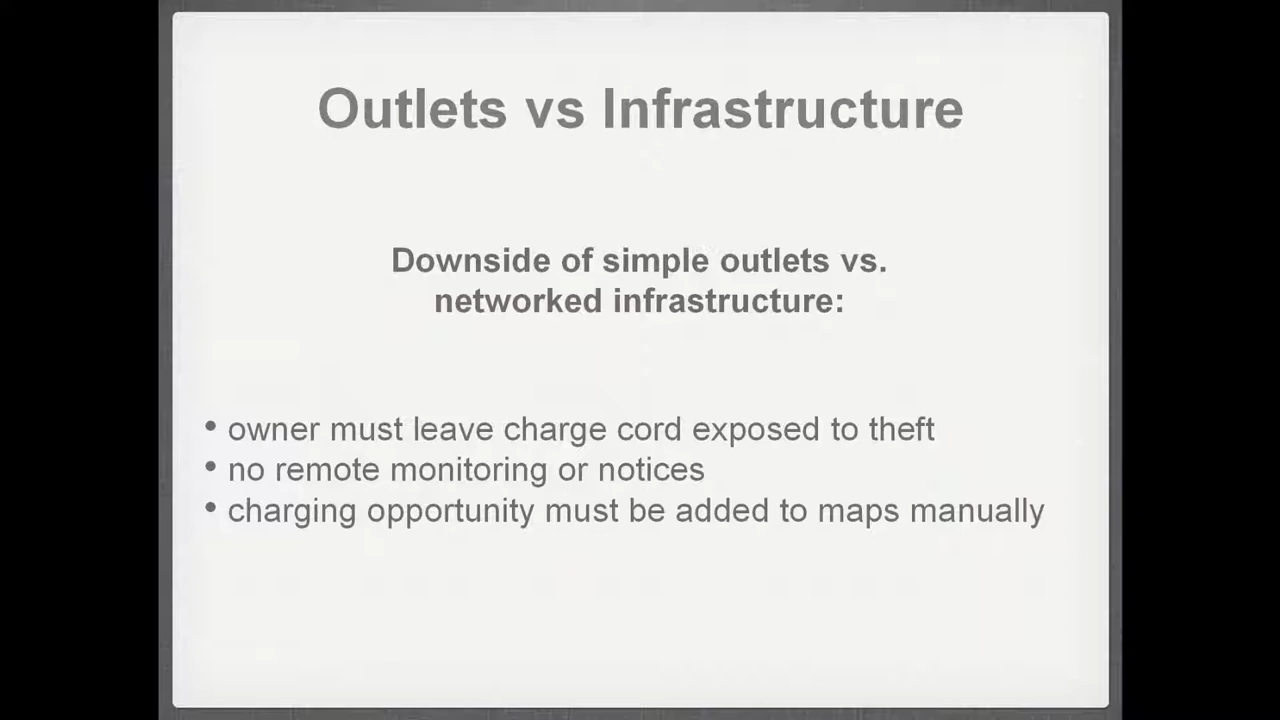 Outlets vs Infrastructure
Downside of simple outlets vs.
networked infrastructure:
• owner must leave charge cord exposed to theft
• no remote monitoring or notices
• charging opportunity must be added to maps manually